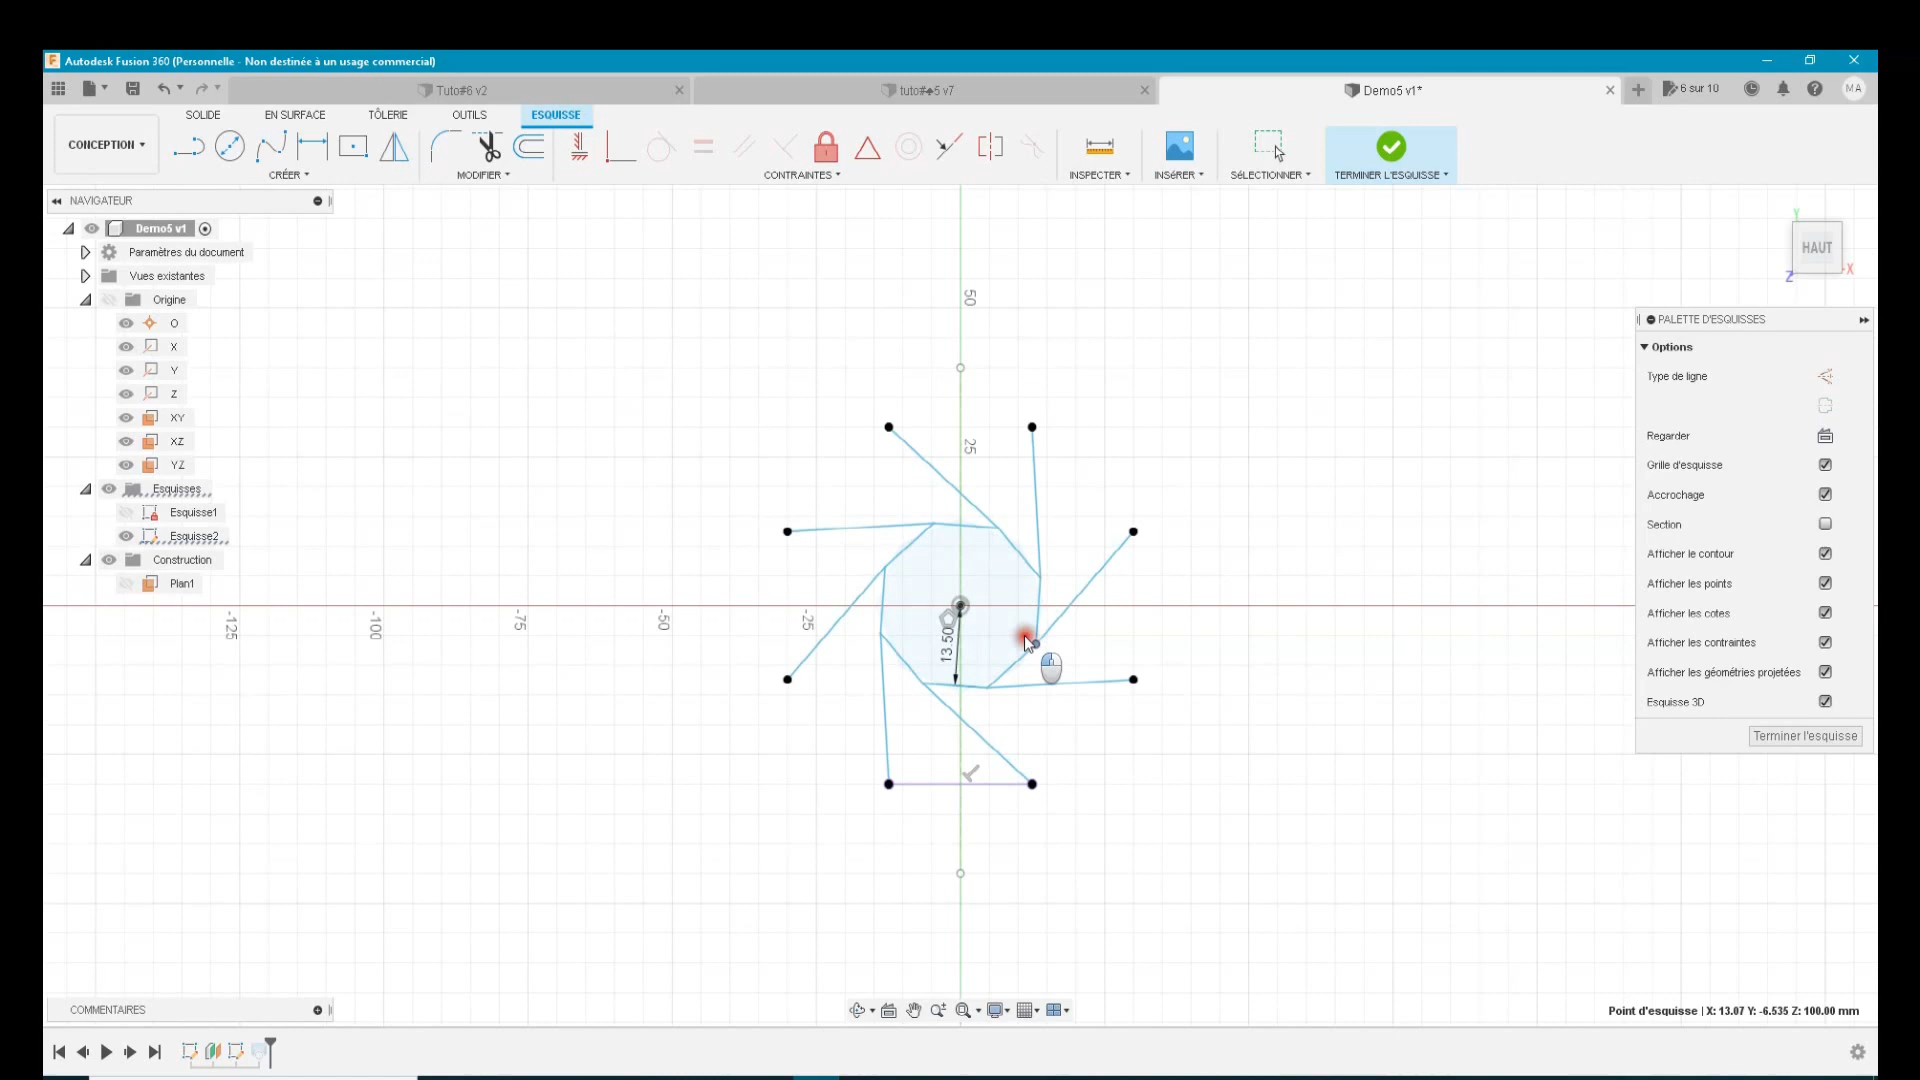 Autodesk Fusion 360 (Personnelle - Non destinée à un usage commercial)
Tuto#6 v2
tuto#♠5 v7
Demo5 v1*
6 sur 10
MA
SOLIDE
EN SURFACE
TÔLERIE
OUTILS
ESQUISSE
CONCEPTION
CRÉER
MODIFIER
CONTRAINTES
INSPECTER
INSÉRER
SÉLECTIONNER
TERMINER L'ESQUISSE
NAVIGATEUR
Demo5 v1
Paramètres du document
Vues existantes
Origine
O
X
Y
Z
XY
XZ
YZ
Esquisses
Esquisse1
Esquisse2
Construction
Plan1
50
25
-125
-100
-75
-50
-25
13.50
Y
HAUT
Z
X
PALETTE D'ESQUISSES
Options
Type de ligne
Regarder
Grille d'esquisse
Accrochage
Section
Afficher le contour
Afficher les points
Afficher les cotes
Afficher les contraintes
Afficher les géométries projetées
Esquisse 3D
Terminer l'esquisse
COMMENTAIRES
Point d'esquisse | X: 13.07 Y: -6.535 Z: 100.00 mm